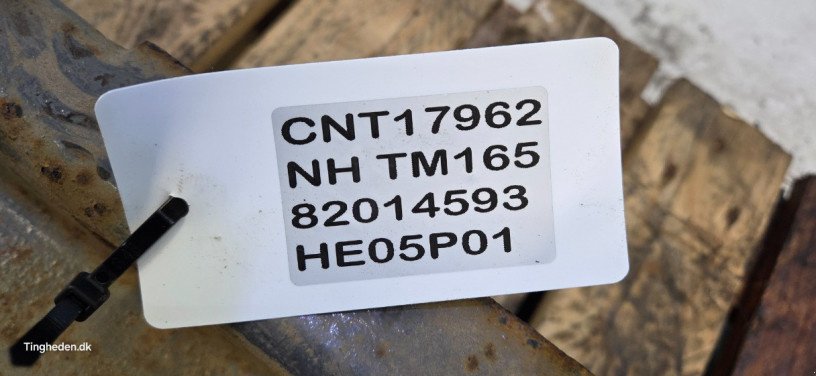 CNT17962
NH TM165
82014593
HE05P01
Tingheden.dk